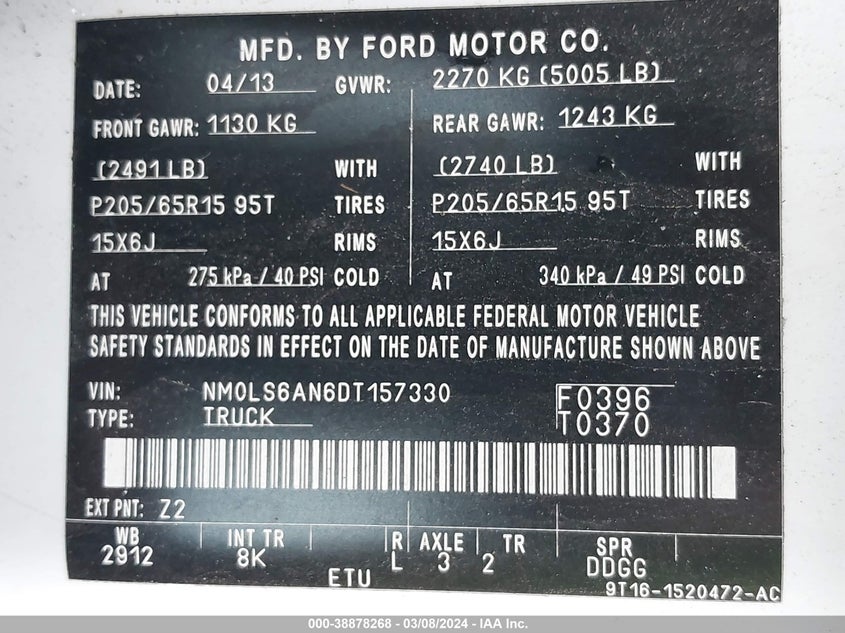 MFD. BY FORD MOTOR CO.
DATE: 04/13 GVWR: 2270 KG (5005 LB)
FRONT GAWR: 1130 KG REAR GAWR: 1243 KG
(2491 LB) WITH (2740 LB) WITH
P205/65R15 95T TIRES P205/65R15 95T TIRES
15X6J RIMS 15X6J RIMS
AT 275 kPa / 40 PSI COLD AT 340 kPa / 49 PSI COLD
THIS VEHICLE CONFORMS TO ALL APPLICABLE FEDERAL MOTOR VEHICLE
SAFETY STANDARDS IN EFFECT ON THE DATE OF MANUFACTURE SHOWN ABOVE
VIN: NM0LS6AN6DT157330 F0396
TYPE: TRUCK T0370
EXT PNT: Z2
WB INT TR R AXLE TR SPR
2912 8K L 3 2 DDGG
ETU 9T16-1520472-AC
000-38878268 - 03/08/2024 - IAA Inc.